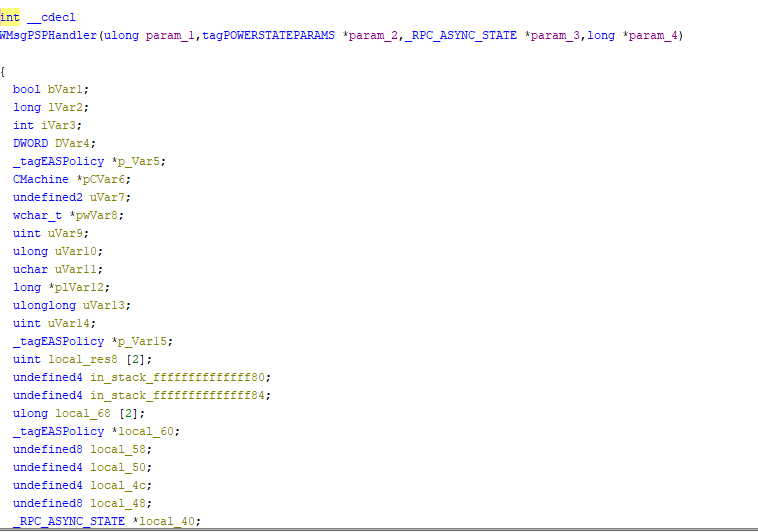 int __cdecl
WMsgPSPHandler(ulong param_1,tagPOWERSTATEPARAMS *param_2,_RPC_ASYNC_STATE *param_3,long *param_4)
{
bool bVar1;
long lVar2;
int iVar3;
DWORD DVar4;
_tagEASPolicy *p_Var5;
CMachine *pCVar6;
undefined2 uVar7;
wchar_t *pwVar8;
uint uVar9;
ulong uVar10;
uchar uVar11;
long *plVar12;
ulonglong uVar13;
uint uVar14;
_tagEASPolicy *p_Var15;
uint local_res8 [2];
undefined4 in_stack_ffffffffffffff80;
undefined4 in_stack_ffffffffffffff84;
ulong local_68 [2];
_tagEASPolicy *local_60;
undefined8 local_58;
undefined4 local_50;
undefined4 local_4c;
undefined8 local_48;
_RPC_ASYNC_STATE *local_40;